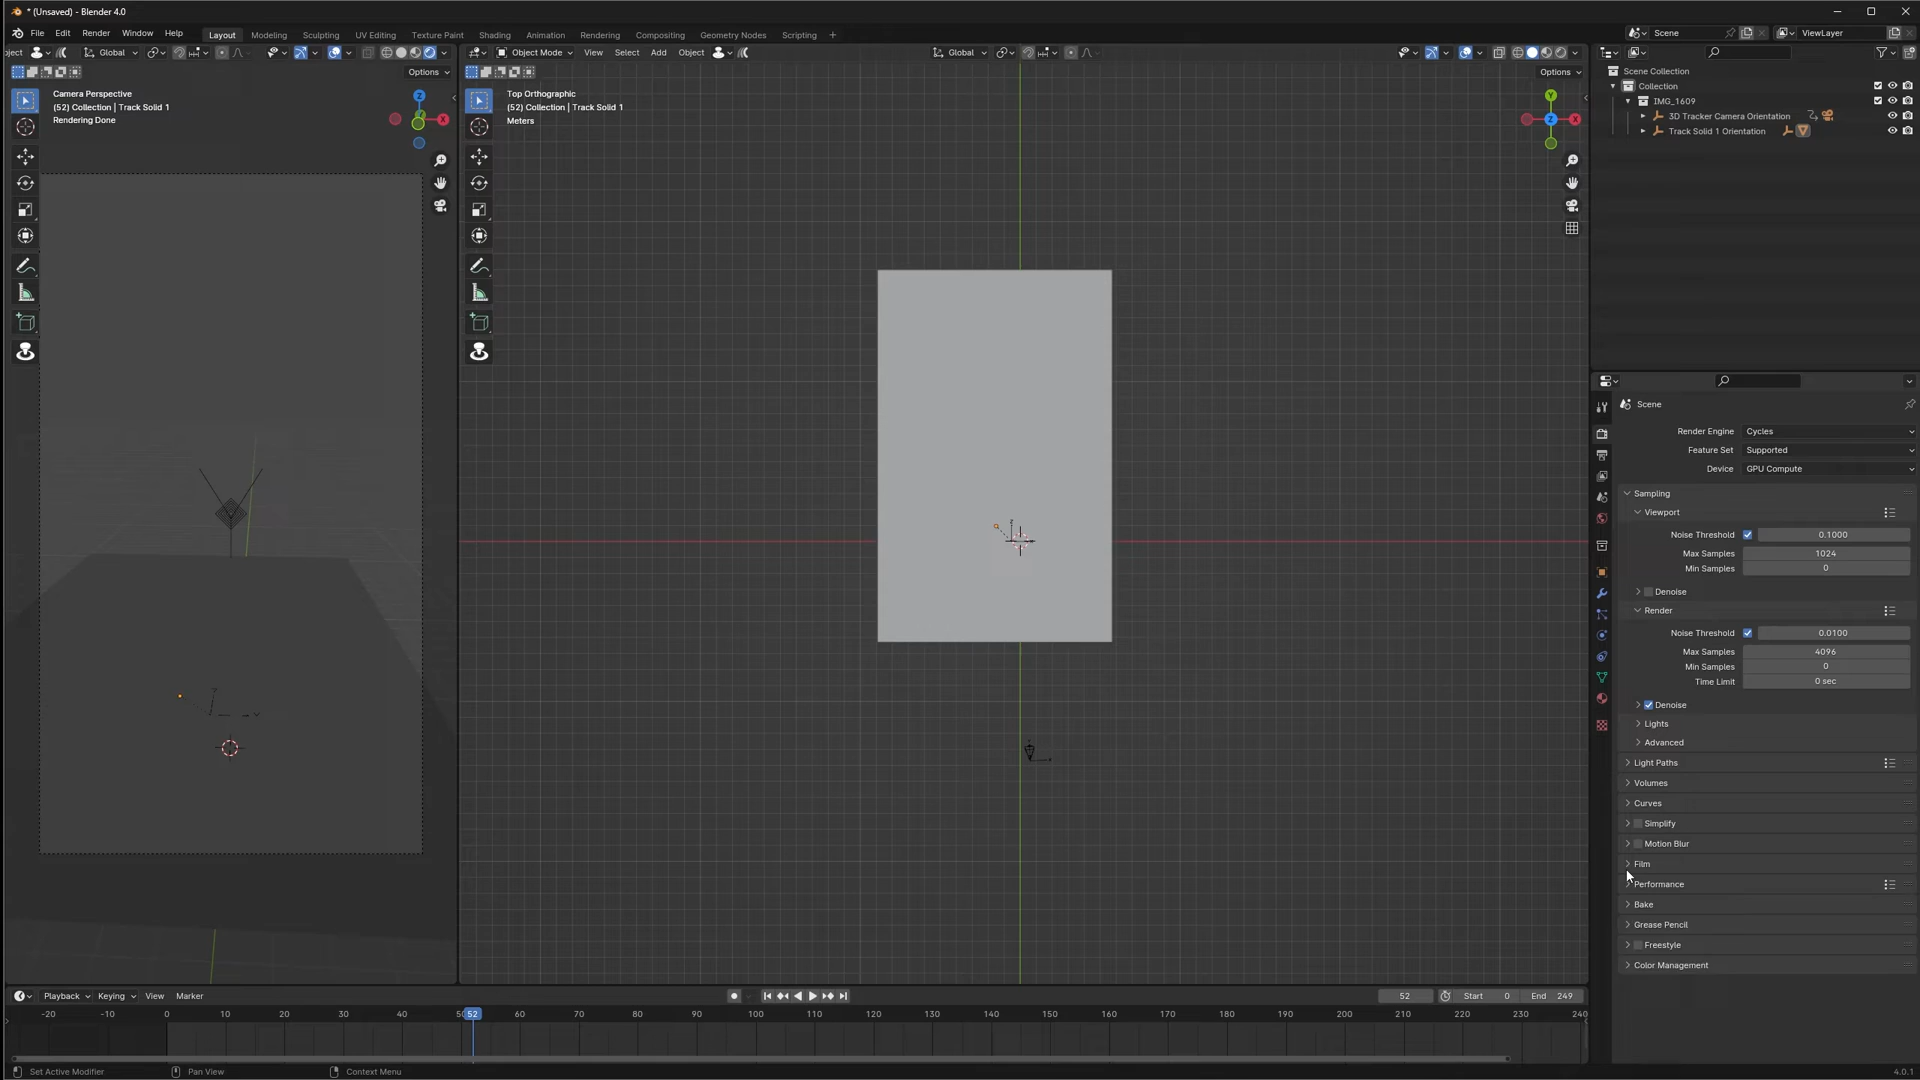 * (Unsaved) - Blender 4.0
File Edit Render Window Help
Layout Modeling Sculpting UV Editing Texture Paint Shading Animation Rendering Compositing Geometry Nodes Scripting +
Scene
ViewLayer
ject Global
Options
Object Mode View Select Add Object Global
Options
Camera Perspective
(52) Collection | Track Solid 1
Rendering Done
Z
X
Top Orthographic
(52) Collection | Track Solid 1
Meters
Y
Z
X
Scene Collection
Collection
IMG_1609
3D Tracker Camera Orientation
Track Solid 1 Orientation
Scene
Render Engine Cycles
Feature Set Supported
Device GPU Compute
Sampling
Viewport
Noise Threshold 0.1000
Max Samples 1024
Min Samples 0
Denoise
Render
Noise Threshold 0.0100
Max Samples 4096
Min Samples 0
Time Limit 0 sec
Denoise
Lights
Advanced
Light Paths
Volumes
Curves
Simplify
Motion Blur
Film
Performance
Bake
Grease Pencil
Freestyle
Color Management
Playback Keying View Marker
52 Start 0 End 249
-20 -10 0 10 20 30 40 52 60 70 80 90 100 110 120 130 140 150 160 170 180 190 200 210 220 230 240
Set Active Modifier Pan View Context Menu
4.0.1